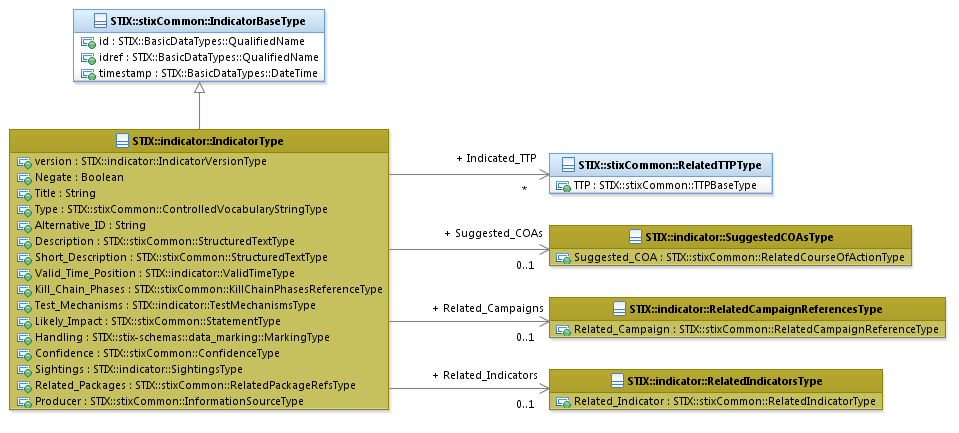 STIX::stixCommon::IndicatorBaseType
id : STIX::BasicDataTypes::QualifiedName
idref : STIX::BasicDataTypes::QualifiedName
timestamp : STIX::BasicDataTypes::DateTime
STIX::indicator::IndicatorType
version : STIX::indicator::IndicatorVersionType
Negate : Boolean
Title : String
Type : STIX::stixCommon::ControlledVocabularyStringType
Alternative_ID : String
Description : STIX::stixCommon::StructuredTextType
Short_Description : STIX::stixCommon::StructuredTextType
Valid_Time_Position : STIX::indicator::ValidTimeType
Kill_Chain_Phases : STIX::stixCommon::KillChainPhasesReferenceType
Test_Mechanisms : STIX::indicator::TestMechanismsType
Likely_Impact : STIX::stixCommon::StatementType
Handling : STIX::stix-schemas::data_marking::MarkingType
Confidence : STIX::stixCommon::ConfidenceType
Sightings : STIX::indicator::SightingsType
Related_Packages : STIX::stixCommon::RelatedPackageRefsType
Producer : STIX::stixCommon::InformationSourceType
+ Indicated_TTP
*
STIX::stixCommon::RelatedTTPType
TTP : STIX::stixCommon::TTPBaseType
+ Suggested_COAs
0..1
STIX::indicator::SuggestedCOAsType
Suggested_COA : STIX::stixCommon::RelatedCourseOfActionType
+ Related_Campaigns
0..1
STIX::indicator::RelatedCampaignReferencesType
Related_Campaign : STIX::stixCommon::RelatedCampaignReferenceType
+ Related_Indicators
0..1
STIX::indicator::RelatedIndicatorsType
Related_Indicator : STIX::stixCommon::RelatedIndicatorType